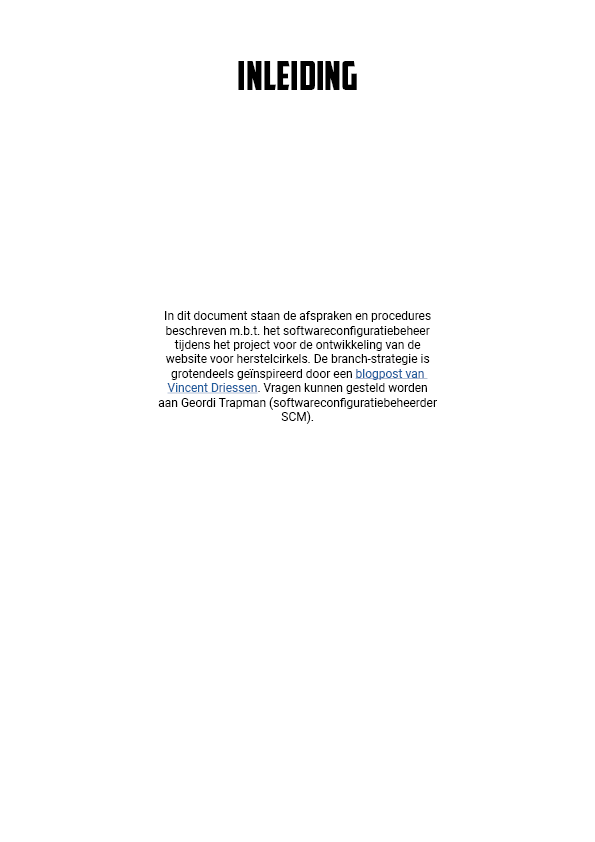 INLEIDING
In dit document staan de afspraken en procedures
beschreven m.b.t. het softwareconfiguratiebeheer
tijdens het project voor de ontwikkeling van de
website voor herstelcirkels. De branch-strategie is
grotendeels geïnspireerd door een blogpost van
Vincent Driessen. Vragen kunnen gesteld worden
aan Geordi Trapman (softwareconfiguratiebeheerder
SCM).